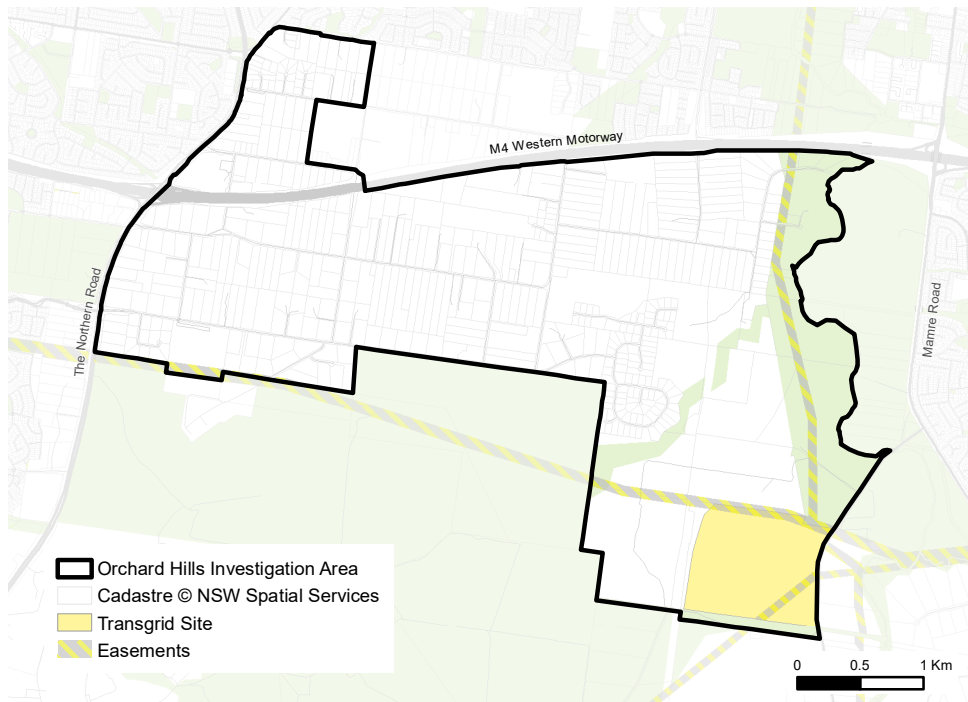 M4 Western Motorway
The Northern Road
Mamre Road
Orchard Hills Investigation Area
Cadastre © NSW Spatial Services
Transgrid Site
Easements
0 0.5 1 Km